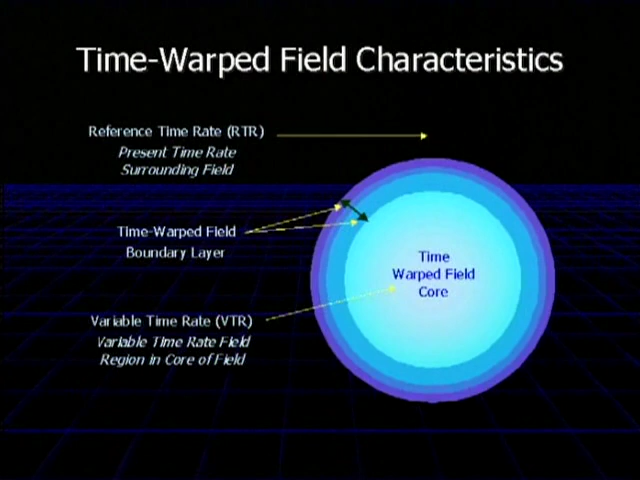 Time-Warped Field Characteristics
Reference Time Rate (RTR)
Present Time Rate
Surrounding Field
Time-Warped Field
Boundary Layer
Variable Time Rate (VTR)
Variable Time Rate Field
Region in Core of Field
Time
Warped Field
Core